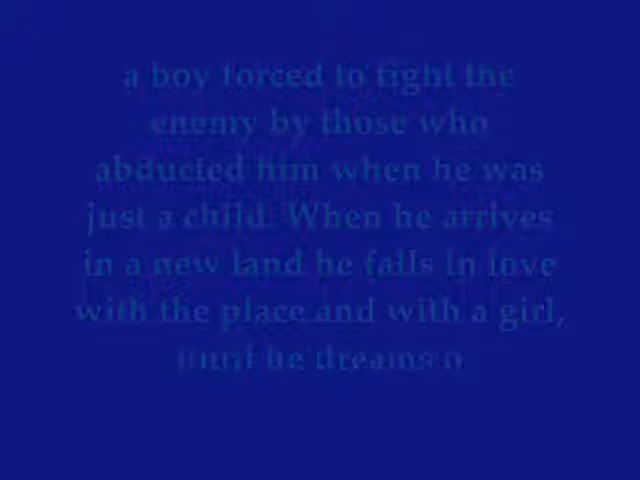 a boy forced to fight the
enemy by those who
abducted him when he was
just a child. When he arrives
in a new land he falls in love
with the place and with a girl,
until he dreams o